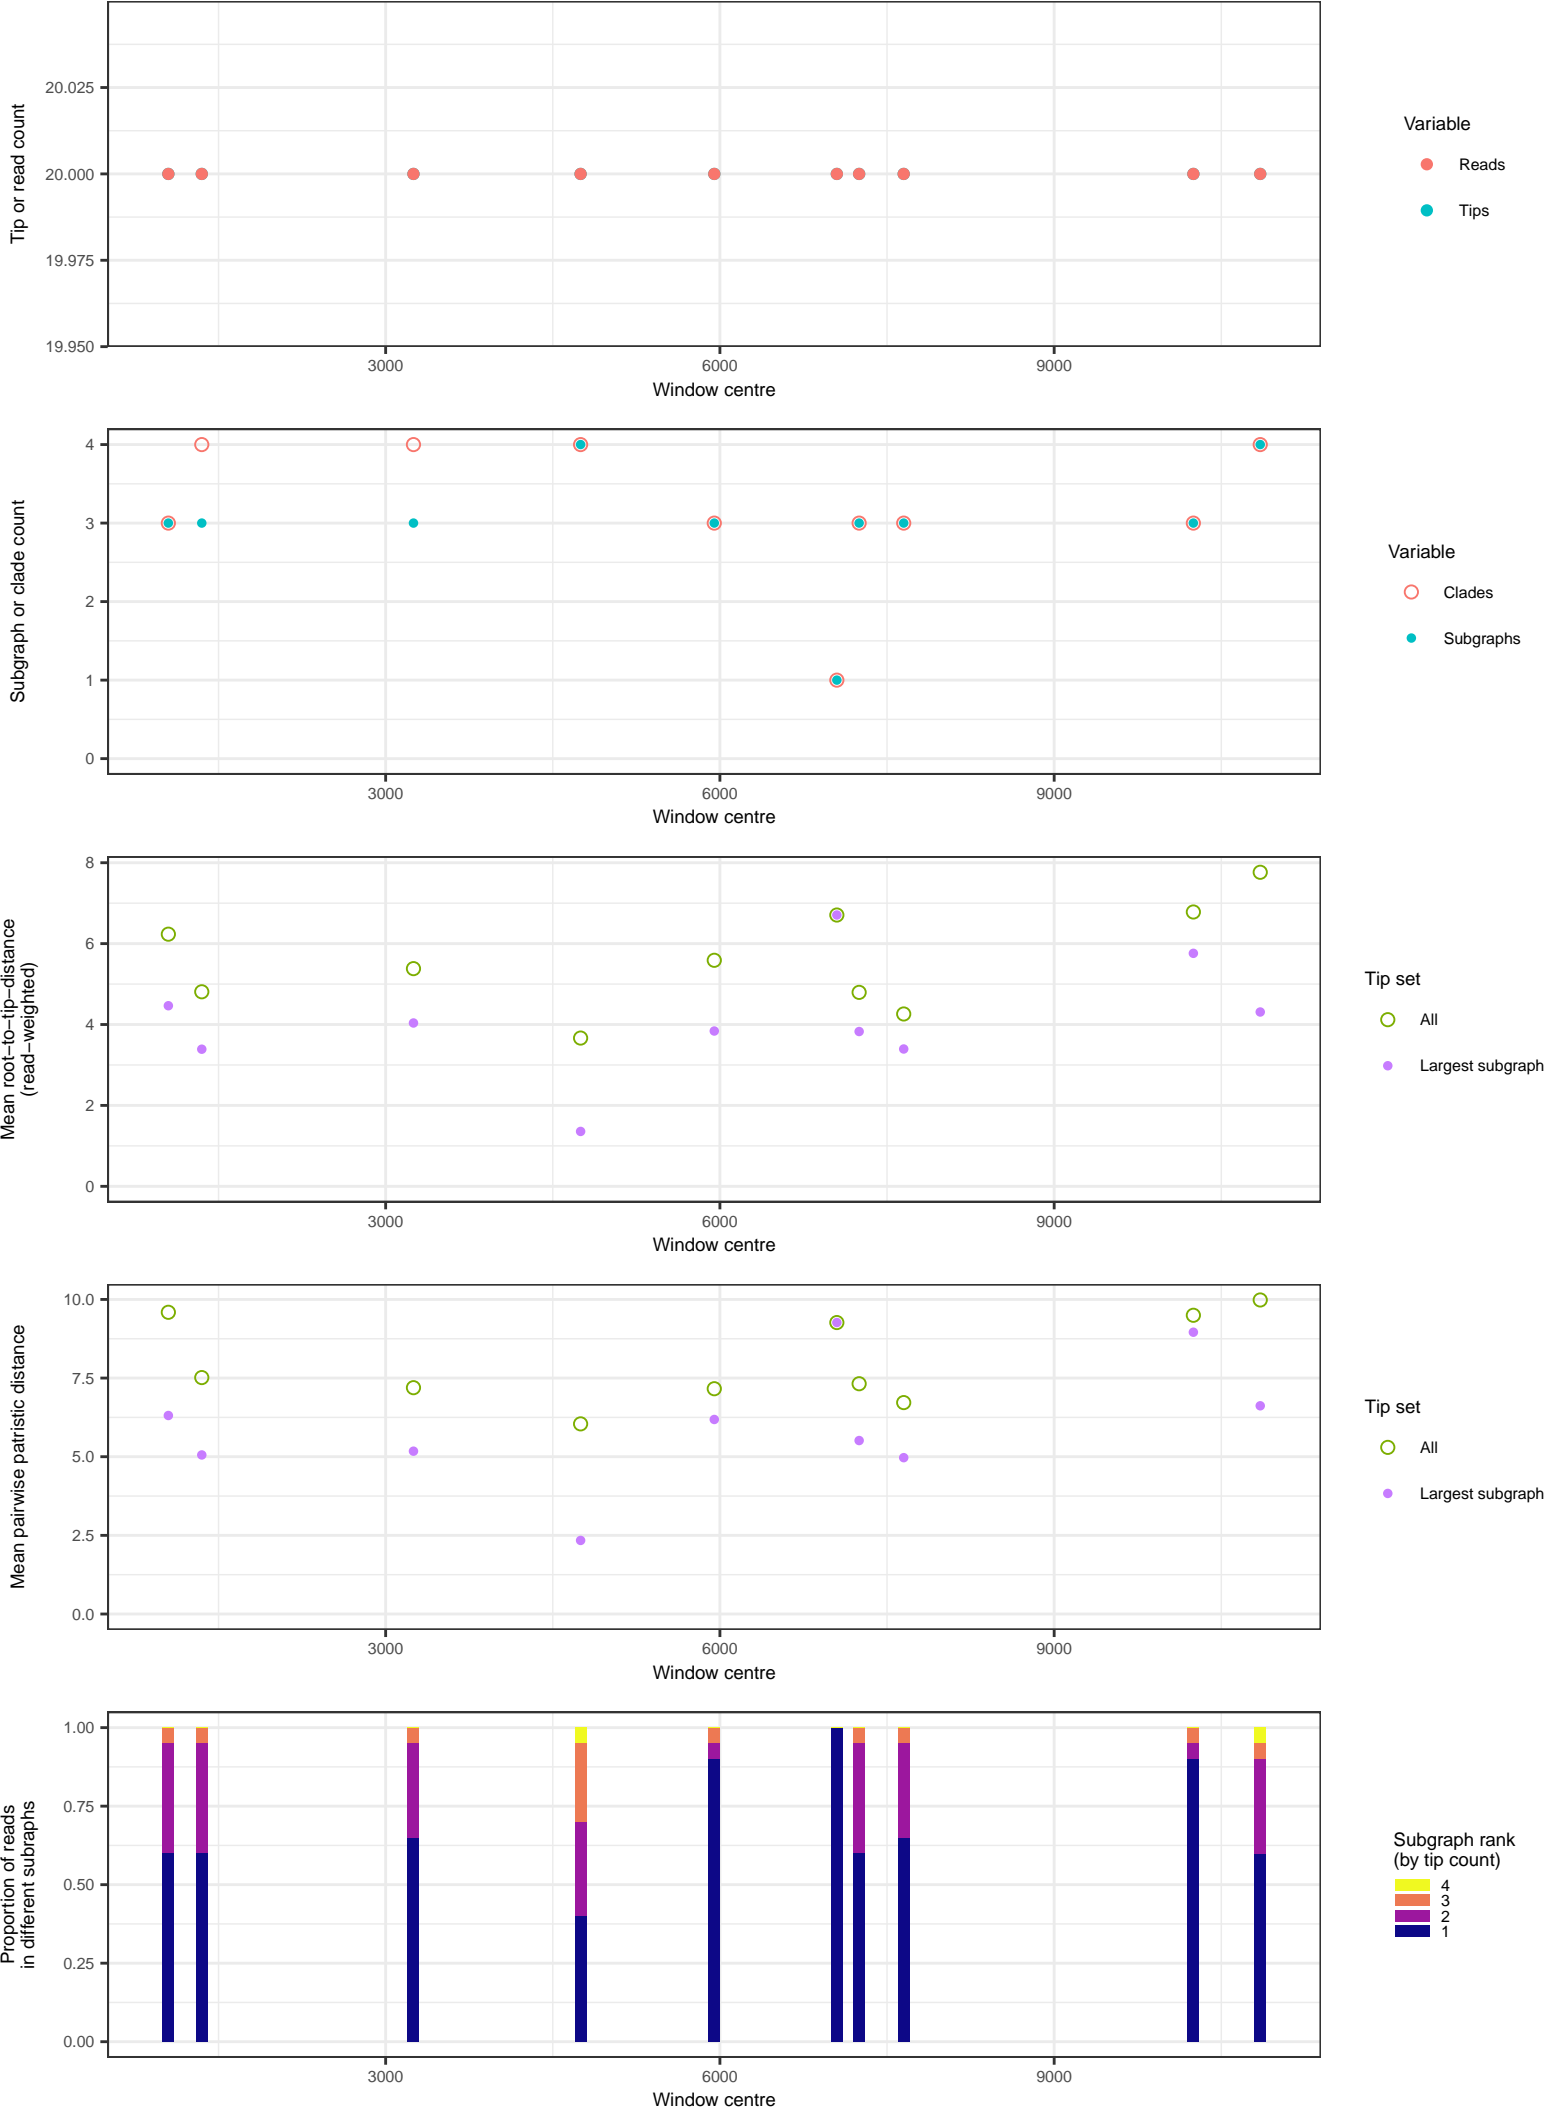 20.025
20.000
19.975
19.950
Tip or read count
3000 6000 9000
Window centre
Variable
Reads
Tips
4
3
2
1
0
Subgraph or clade count
3000 6000 9000
Window centre
Variable
Clades
Subgraphs
8
6
4
2
0
Mean root−to−tip−distance
(read−weighted)
3000 6000 9000
Window centre
Tip set
All
Largest subgraph
10.0
7.5
5.0
2.5
0.0
Mean pairwise patristic distance
3000 6000 9000
Window centre
Tip set
All
Largest subgraph
1.00
0.75
0.50
0.25
0.00
Proportion of reads
in different subraphs
3000 6000 9000
Window centre
Subgraph rank
(by tip count)
4
3
2
1